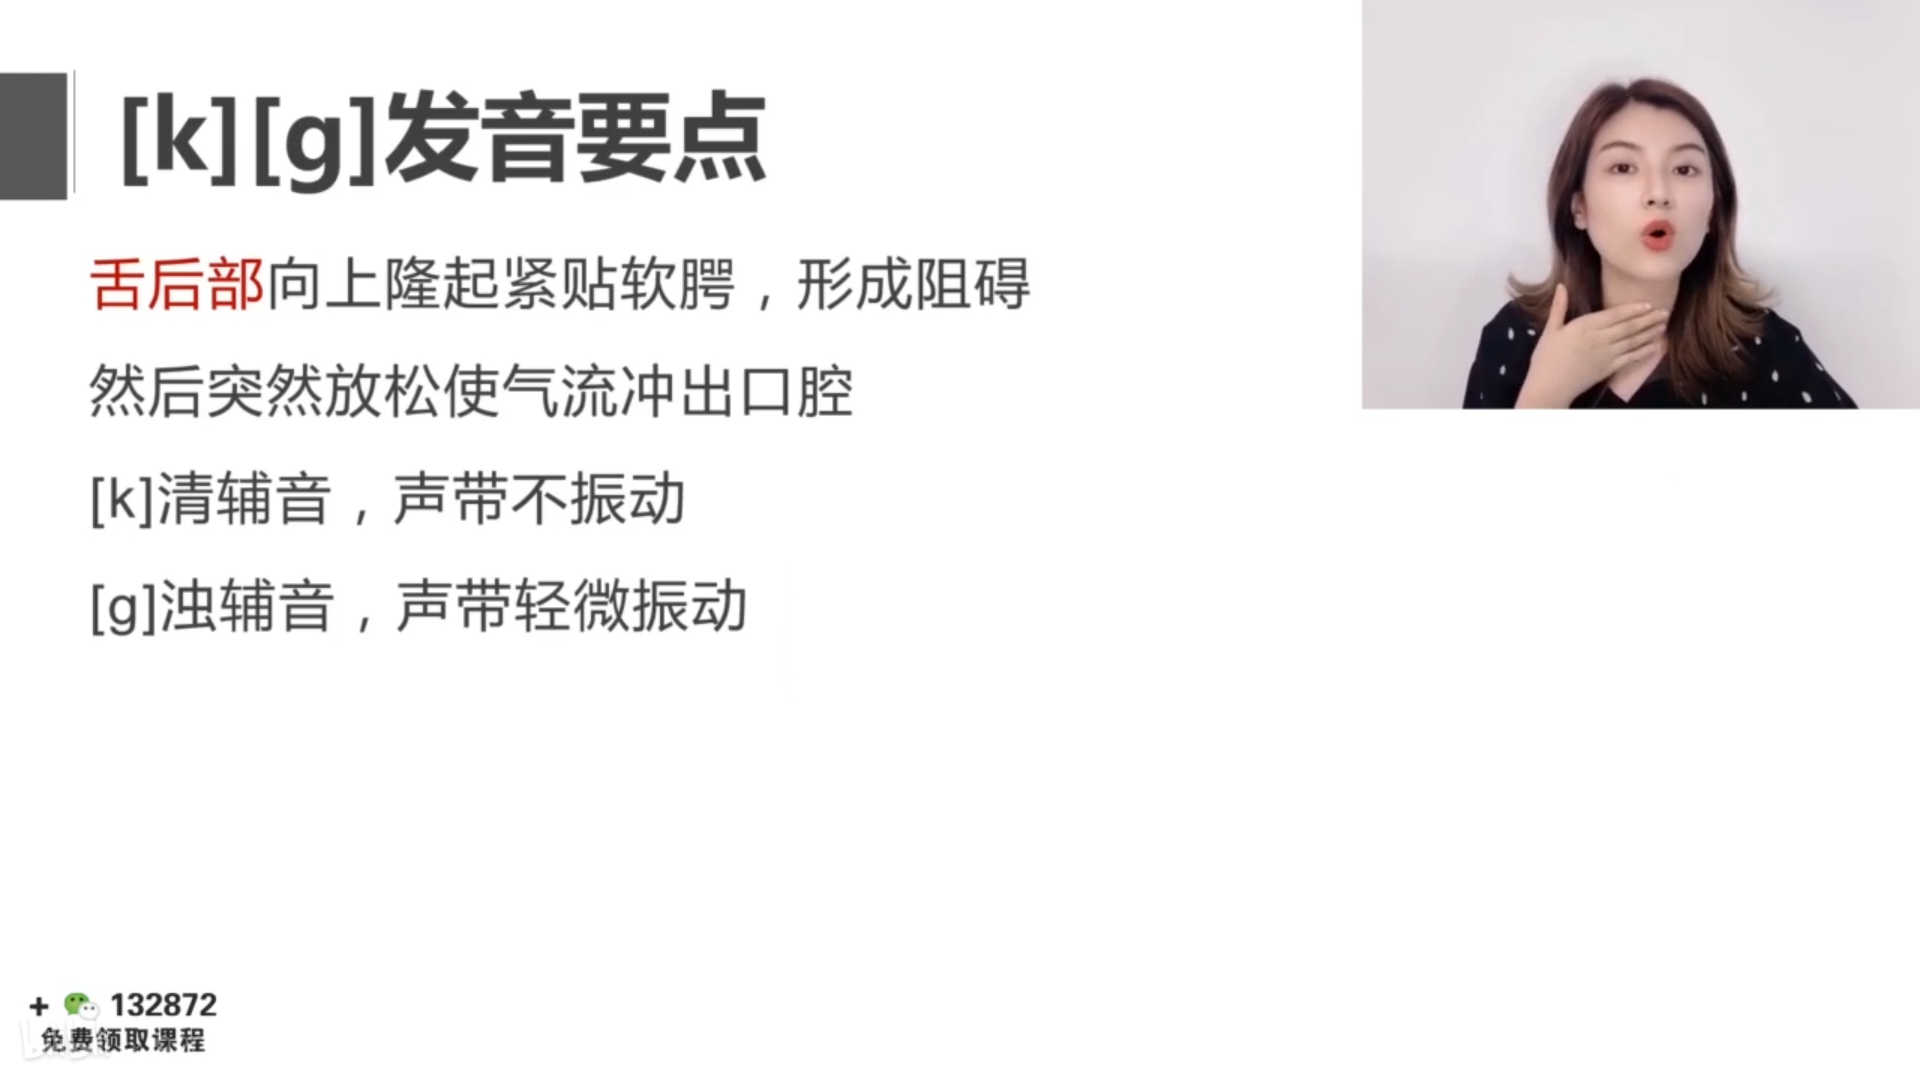 [k][g]发音要点
舌后部向上隆起紧贴软腭，形成阻碍
然后突然放松使气流冲出口腔
[k]清辅音，声带不振动
[g]浊辅音，声带轻微振动
+ 132872
免费领取课程